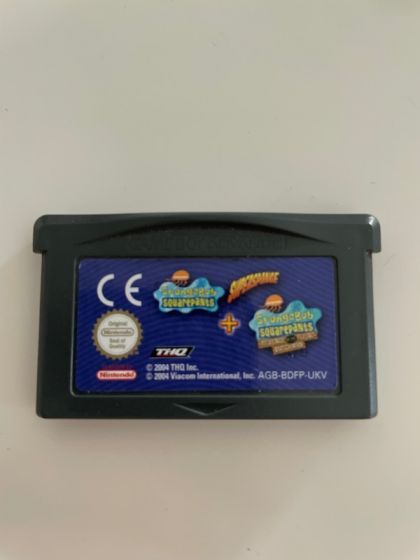 GAME BOY ADVANCE
CE
SpongeBob
SquarePants
SUPERSPONGE
+
SpongeBob
SquarePants
Original
Nintendo
Seal of
Quality
THQ
Nintendo
© 2004 THQ Inc.
© 2004 Viacom International, Inc. AGB-BDFP-UKV